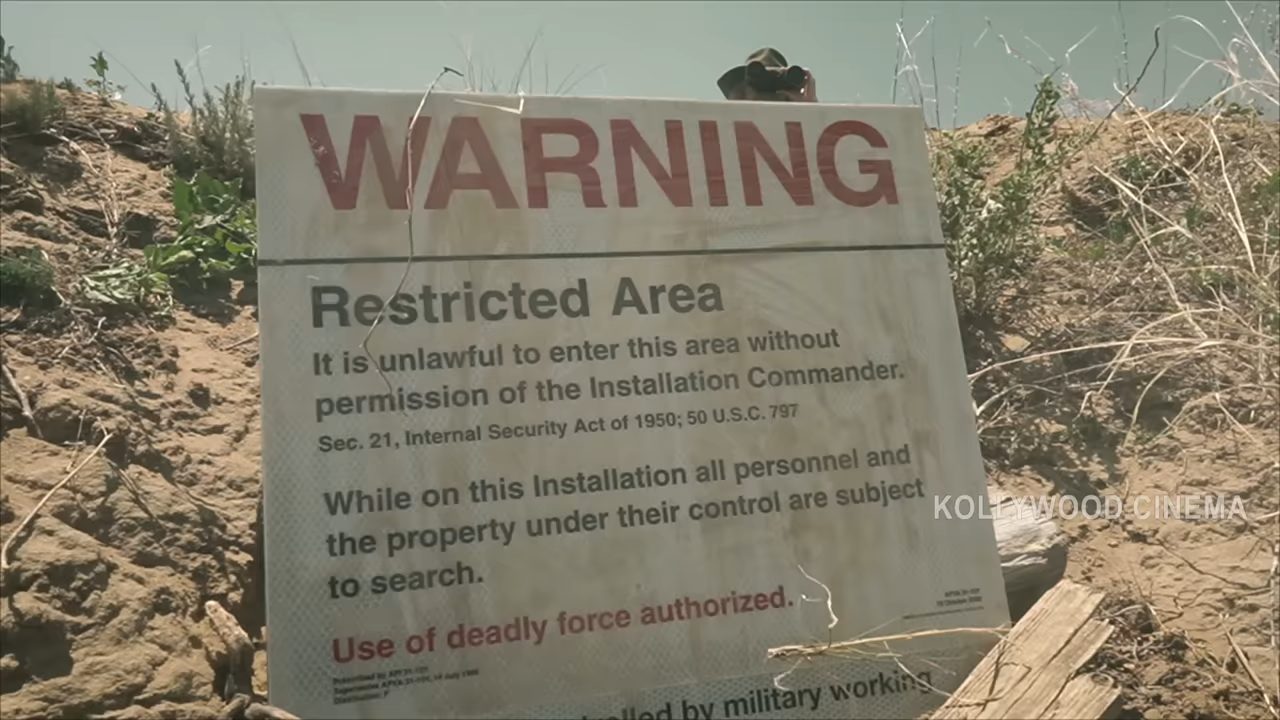 WARNING
Restricted Area
It is unlawful to enter this area without
permission of the Installation Commander.
Sec. 21, Internal Security Act of 1950; 50 U.S.C. 797
While on this Installation all personnel and
the property under their control are subject
to search.
Use of deadly force authorized.
by military working
KOLLYWOOD CINEMA